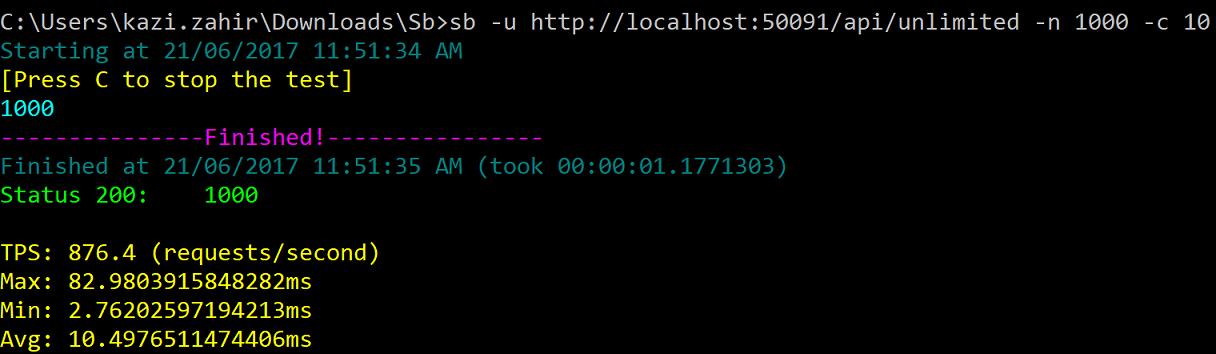 C:\Users\kazi.zahir\Downloads\Sb>sb -u http://localhost:50091/api/unlimited -n 1000 -c 10
Starting at 21/06/2017 11:51:34 AM
[Press C to stop the test]
1000
---------------Finished!----------------
Finished at 21/06/2017 11:51:35 AM (took 00:00:01.1771303)
Status 200:    1000
TPS: 876.4 (requests/second)
Max: 82.9803915848282ms
Min: 2.76202597194213ms
Avg: 10.4976511474406ms